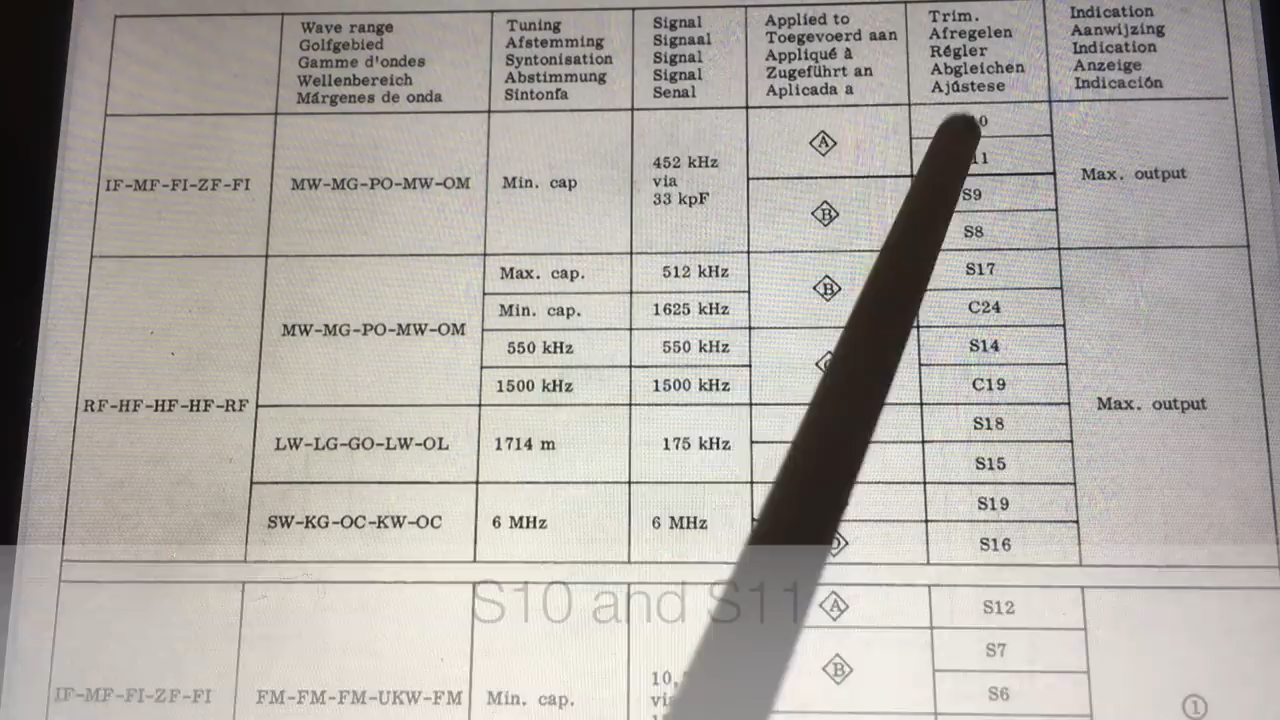 Wave range
Golfgebied
Gamme d'ondes
Wellenbereich
Márgenes de onda
Tuning
Afstemming
Syntonisation
Abstimmung
Sintonía
Signal
Signaal
Signal
Signal
Senal
Applied to
Toegevoerd aan
Appliqué à
Zugeführt an
Aplicada a
Trim.
Afregelen
Régler
Abgleichen
Ajústese
Indication
Aanwijzing
Indication
Anzeige
Indicación
IF-MF-FI-ZF-FI
MW-MG-PO-MW-OM
Min. cap
452 kHz
via
33 kpF
A
B
S9
S8
Max. output
RF-HF-HF-HF-RF
MW-MG-PO-MW-OM
Max. cap.
512 kHz
B
S17
Min. cap.
1625 kHz
C24
550 kHz
550 kHz
S14
1500 kHz
1500 kHz
C19
Max. output
LW-LG-GO-LW-OL
1714 m
175 kHz
S18
S15
SW-KG-OC-KW-OC
6 MHz
6 MHz
S19
S16
S10 and S11
IF-MF-FI-ZF-FI
FM-FM-FM-UKW-FM
Min. cap.
A
S12
B
S7
S6
1